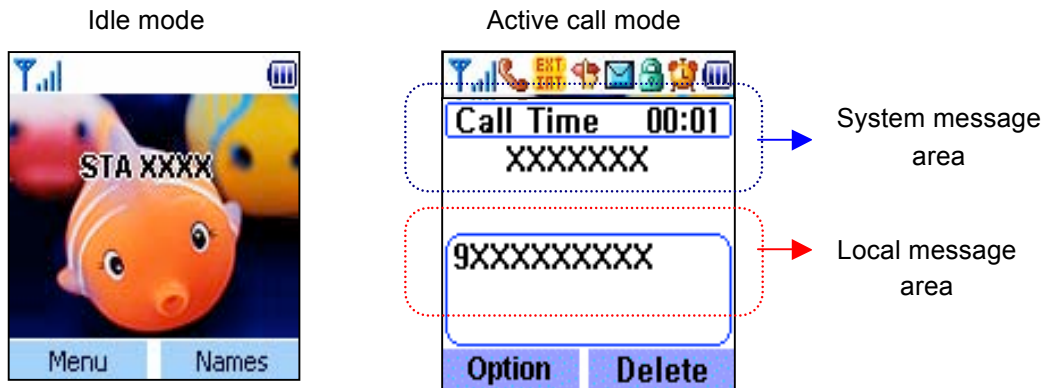 Idle mode
STA XXXX
Menu Names
Active call mode
EXT
INT
Call Time 00:01
XXXXXXX
9XXXXXXXXX
Option Delete
System message
area
Local message
area